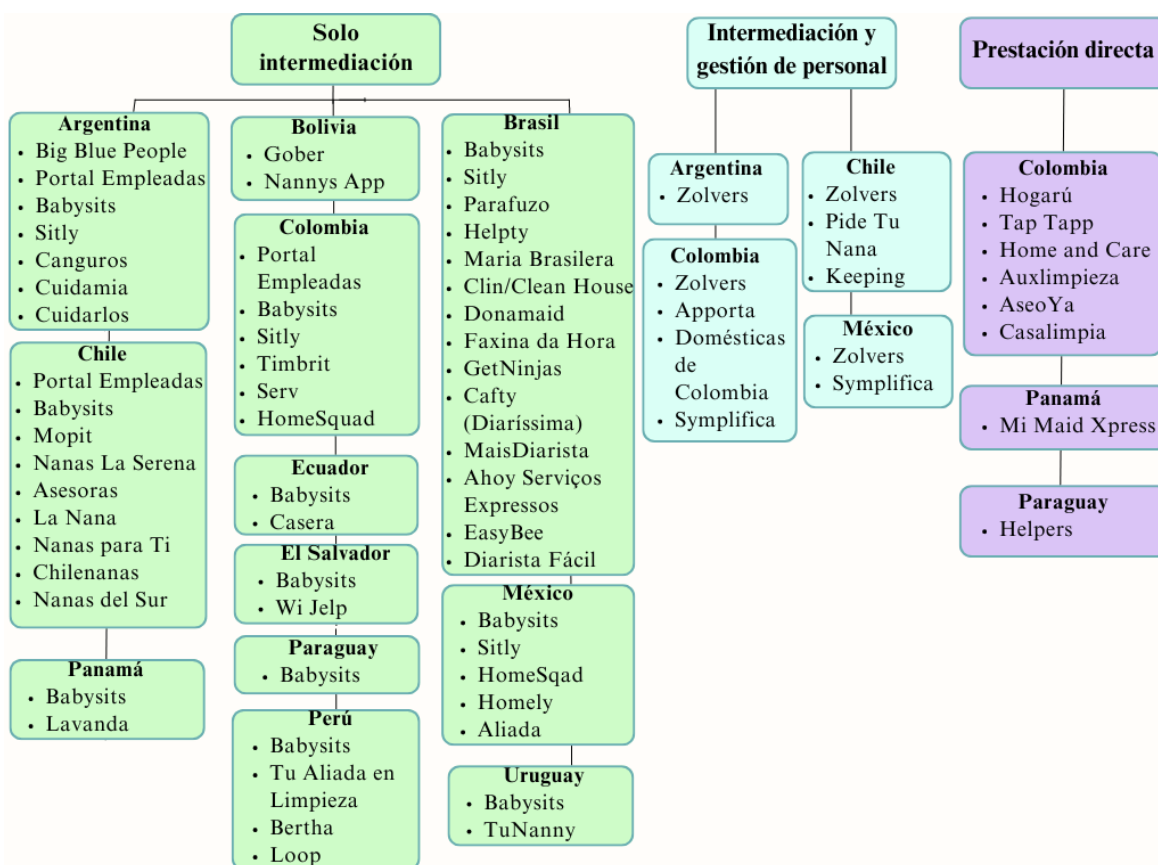 Solo
intermediación
Argentina
Big Blue People
Portal Empleadas
Babysits
Sitly
Canguros
Cuidamia
Cuidarlos
Chile
Portal Empleadas
Babysits
Mopit
Nanas La Serena
Asesoras
La Nana
Nanas para Ti
Chilenanas
Nanas del Sur
Panamá
Babysits
Lavanda
Bolivia
Gober
Nannys App
Colombia
Portal
Empleadas
Babysits
Sitly
Timbrit
Serv
HomeSquad
Ecuador
Babysits
Casera
El Salvador
Babysits
Wi Jelp
Paraguay
Babysits
Perú
Babysits
Tu Aliada en
Limpieza
Bertha
Loop
Brasil
Babysits
Sitly
Parafuzo
Helpty
Maria Brasilera
Clin/Clean House
Donamaid
Faxina da Hora
GetNinjas
Cafty
(Diaríssima)
MaisDiarista
Ahoy Serviços
Expressos
EasyBee
Diarista Fácil
México
Babysits
Sitly
HomeSqad
Homely
Aliada
Uruguay
Babysits
TuNanny
Intermediación y
gestión de personal
Argentina
Zolvers
Colombia
Zolvers
Apporta
Domésticas
de
Colombia
Symplifica
Chile
Zolvers
Pide Tu
Nana
Keeping
México
Zolvers
Symplifica
Prestación directa
Colombia
Hogarú
Tap Tapp
Home and Care
Auxlimpieza
AseoYa
Casalimpia
Panamá
Mi Maid Xpress
Paraguay
Helpers